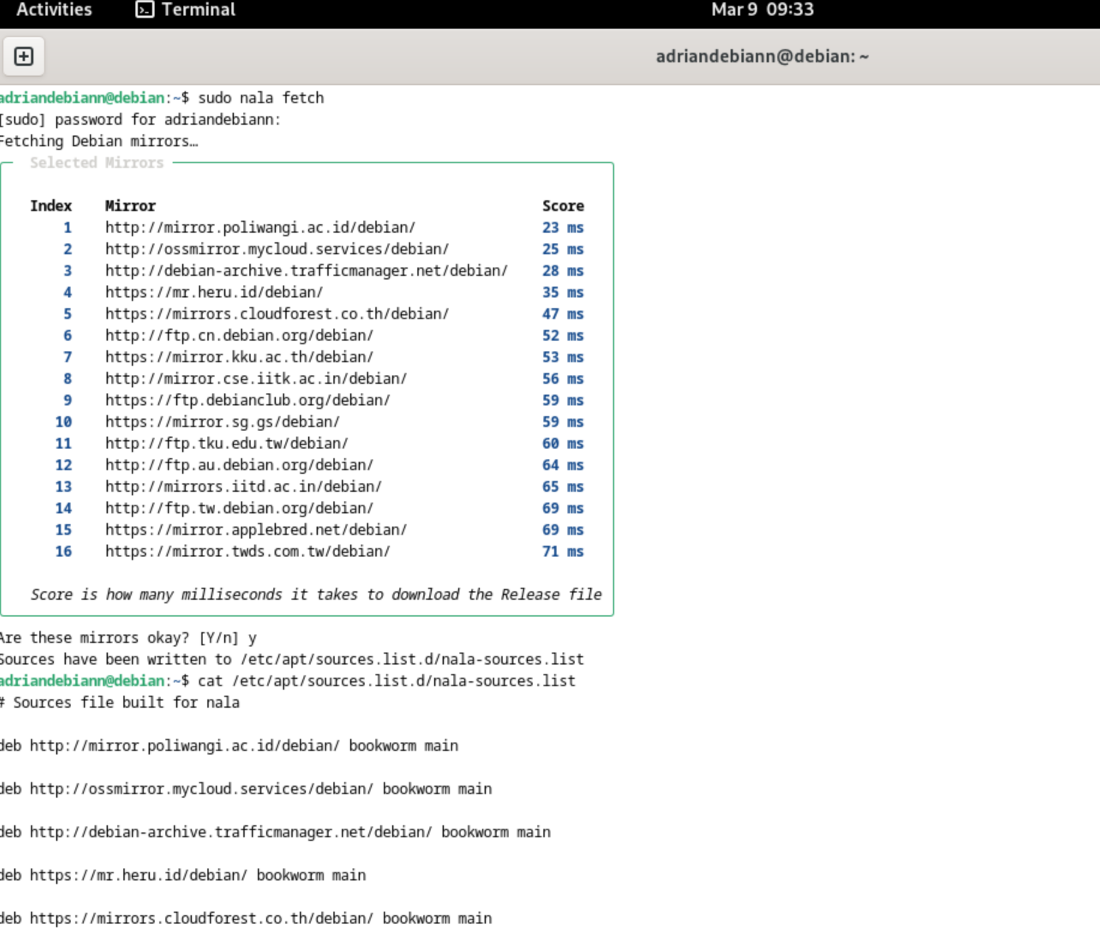 Activities Terminal Mar 9 09:33
adriandebiann@debian: ~
adriandebiann@debian:~$ sudo nala fetch
[sudo] password for adriandebiann:
Fetching Debian mirrors…
Selected Mirrors
Index Mirror Score
1 http://mirror.poliwangi.ac.id/debian/ 23 ms
2 http://ossmirror.mycloud.services/debian/ 25 ms
3 http://debian-archive.trafficmanager.net/debian/ 28 ms
4 https://mr.heru.id/debian/ 35 ms
5 https://mirrors.cloudforest.co.th/debian/ 47 ms
6 http://ftp.cn.debian.org/debian/ 52 ms
7 https://mirror.kku.ac.th/debian/ 53 ms
8 http://mirror.cse.iitk.ac.in/debian/ 56 ms
9 https://ftp.debianclub.org/debian/ 59 ms
10 https://mirror.sg.gs/debian/ 59 ms
11 http://ftp.tku.edu.tw/debian/ 60 ms
12 http://ftp.au.debian.org/debian/ 64 ms
13 http://mirrors.iitd.ac.in/debian/ 65 ms
14 http://ftp.tw.debian.org/debian/ 69 ms
15 https://mirror.applebred.net/debian/ 69 ms
16 https://mirror.twds.com.tw/debian/ 71 ms
Score is how many milliseconds it takes to download the Release file
Are these mirrors okay? [Y/n] y
Sources have been written to /etc/apt/sources.list.d/nala-sources.list
adriandebiann@debian:~$ cat /etc/apt/sources.list.d/nala-sources.list
# Sources file built for nala
deb http://mirror.poliwangi.ac.id/debian/ bookworm main
deb http://ossmirror.mycloud.services/debian/ bookworm main
deb http://debian-archive.trafficmanager.net/debian/ bookworm main
deb https://mr.heru.id/debian/ bookworm main
deb https://mirrors.cloudforest.co.th/debian/ bookworm main